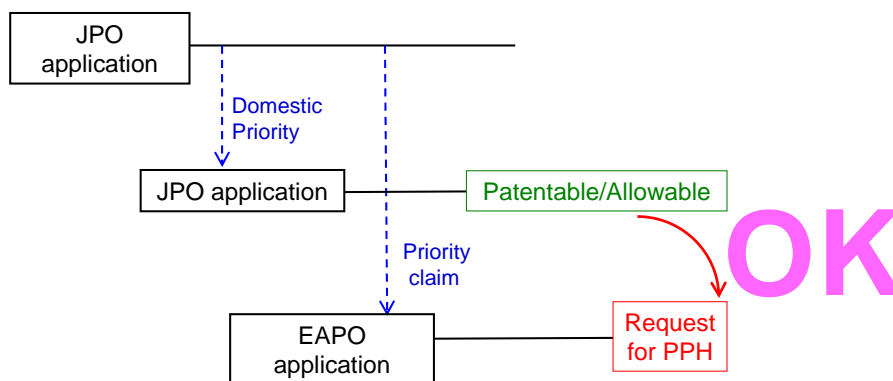 JPO
application
Domestic
Priority
JPO application
Patentable/Allowable
OK
Priority
claim
EAPO
application
Request
for PPH